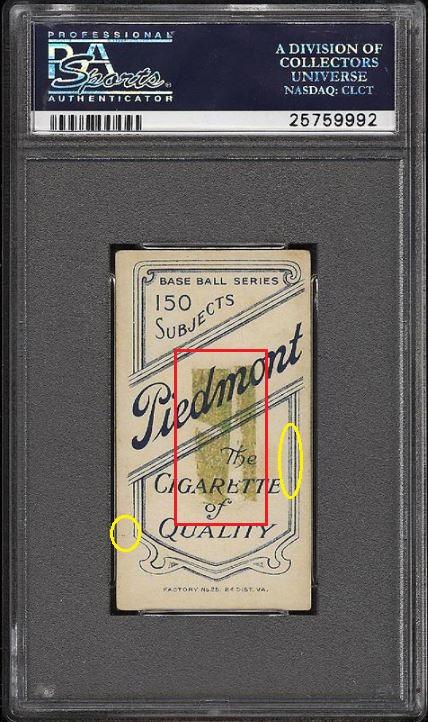 PROFESSIONAL
PSA
Sports
AUTHENTICATOR
A DIVISION OF
COLLECTORS
UNIVERSE
NASDAQ: CLCT
25759992
BASE BALL SERIES
150
SUBJECTS
Piedmont
The
CIGARETTE
of
QUALITY
FACTORY No 25. 2d DIST. VA.